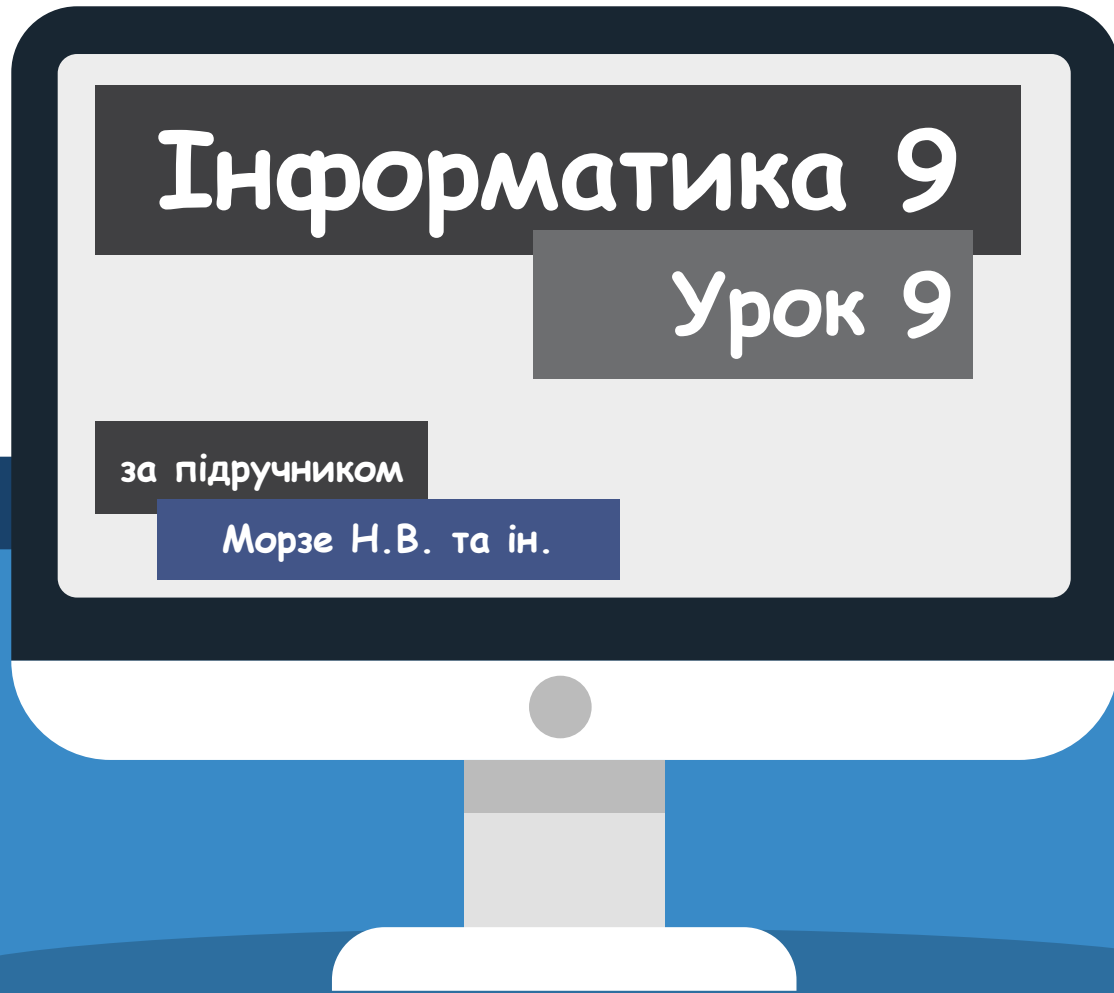 Інформатика 9
Урок 9
за підручником
Морзе Н.В. та ін.